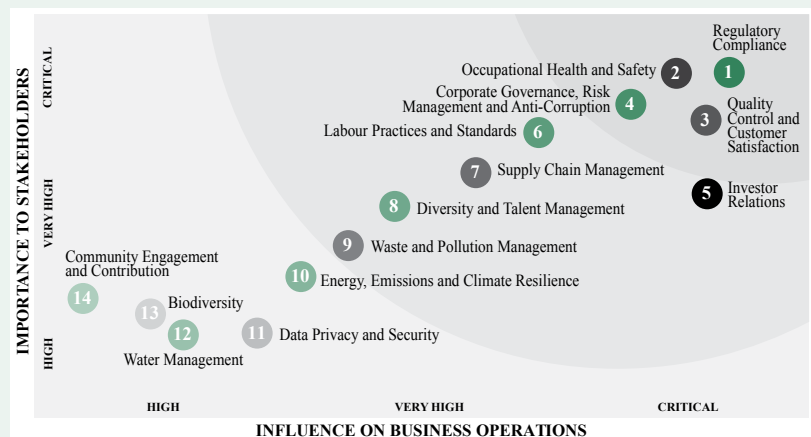 IMPORTANCE TO STAKEHOLDERS
CRITICAL
VERY HIGH
HIGH
Regulatory
Compliance
1
Occupational Health and Safety
2
Corporate Governance, Risk
Management and Anti-Corruption
4
3
Quality
Control and
Customer
Satisfaction
Labour Practices and Standards
6
7
Supply Chain Management
5
Investor
Relations
8
Diversity and Talent Management
9
Waste and Pollution Management
Community Engagement
and Contribution
14
10
Energy, Emissions and Climate Resilience
Biodiversity
13
12
Water Management
11
Data Privacy and Security
HIGH
VERY HIGH
CRITICAL
INFLUENCE ON BUSINESS OPERATIONS